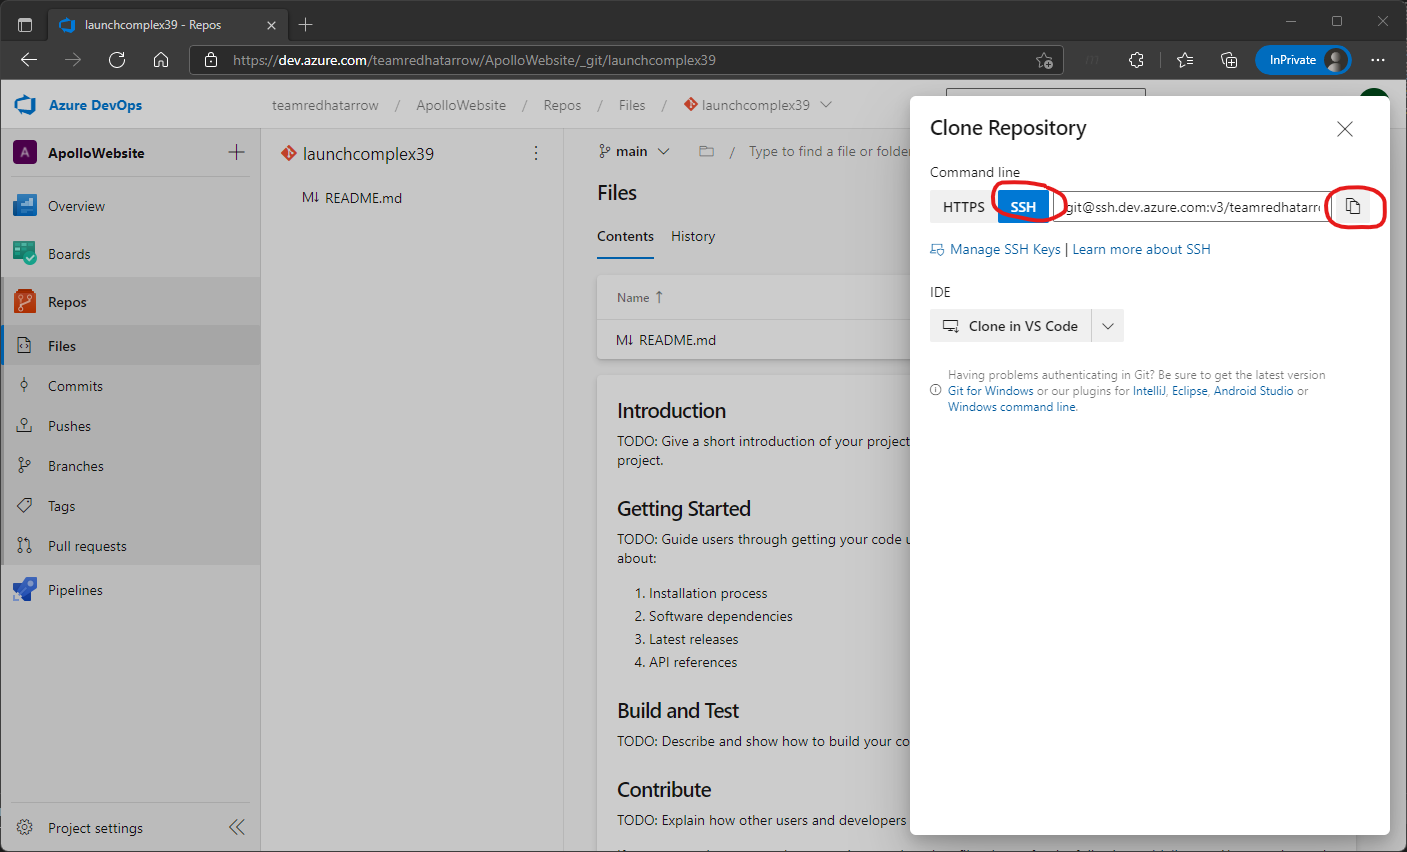 launchcomplex39 - Repos
https://dev.azure.com/teamredhatarrow/ApolloWebsite/_git/launchcomplex39
InPrivate
Azure DevOps
teamredhatarrow / ApolloWebsite / Repos / Files / launchcomplex39
A ApolloWebsite
Overview
Boards
Repos
Files
Commits
Pushes
Branches
Tags
Pull requests
Pipelines
Project settings
launchcomplex39
M↓ README.md
main
/ Type to find a file or folder
Files
Contents History
Name ↑
M↓ README.md
Introduction
TODO: Give a short introduction of your project
project.
Getting Started
TODO: Guide users through getting your code
about:
1. Installation process
2. Software dependencies
3. Latest releases
4. API references
Build and Test
TODO: Describe and show how to build your co
Contribute
TODO: Explain how other users and developers
Clone Repository
Command line
HTTPS SSH git@ssh.dev.azure.com:v3/teamredhatarr
Manage SSH Keys | Learn more about SSH
IDE
Clone in VS Code
Having problems authenticating in Git? Be sure to get the latest version
Git for Windows or our plugins for IntelliJ, Eclipse, Android Studio or
Windows command line.